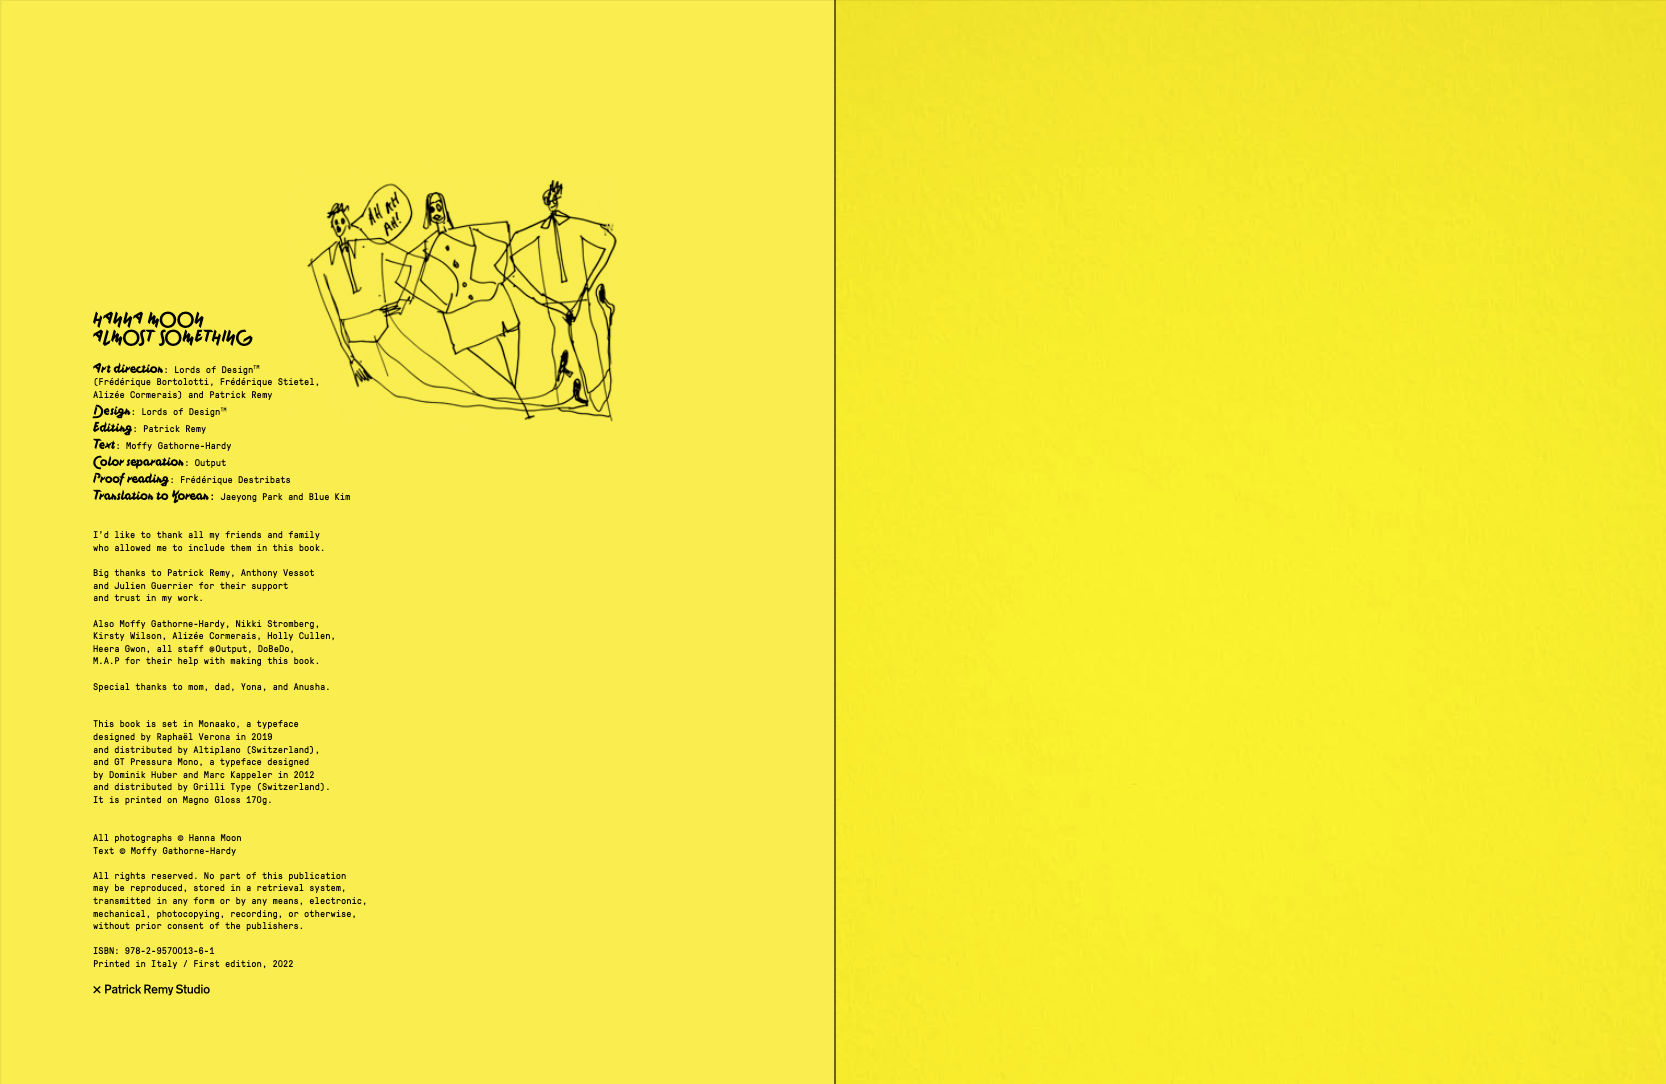 AH AH
AH!
HANNA MOON
ALMOST SOMETHING
Art direction: Lords of Design™
(Frédérique Bortolotti, Frédérique Stietel,
Alizée Cormerais) and Patrick Remy
Design: Lords of Design™
Editing: Patrick Remy
Text: Moffy Gathorne-Hardy
Color separation: Output
Proof reading: Frédérique Destribats
Translation to Korean: Jaeyong Park and Blue Kim
I'd like to thank all my friends and family
who allowed me to include them in this book.
Big thanks to Patrick Remy, Anthony Vessot
and Julien Guerrier for their support
and trust in my work.
Also Moffy Gathorne-Hardy, Nikki Stromberg,
Kirsty Wilson, Alizée Cormerais, Holly Cullen,
Heera Gwon, all staff @Output, DoBeDo,
M.A.P for their help with making this book.
Special thanks to mom, dad, Yona, and Anusha.
This book is set in Monaako, a typeface
designed by Raphaël Verona in 2019
and distributed by Altiplano (Switzerland),
and GT Pressura Mono, a typeface designed
by Dominik Huber and Marc Kappeler in 2012
and distributed by Grilli Type (Switzerland).
It is printed on Magno Gloss 170g.
All photographs © Hanna Moon
Text © Moffy Gathorne-Hardy
All rights reserved. No part of this publication
may be reproduced, stored in a retrieval system,
transmitted in any form or by any means, electronic,
mechanical, photocopying, recording, or otherwise,
without prior consent of the publishers.
ISBN: 978-2-9570013-6-1
Printed in Italy / First edition, 2022
× Patrick Remy Studio